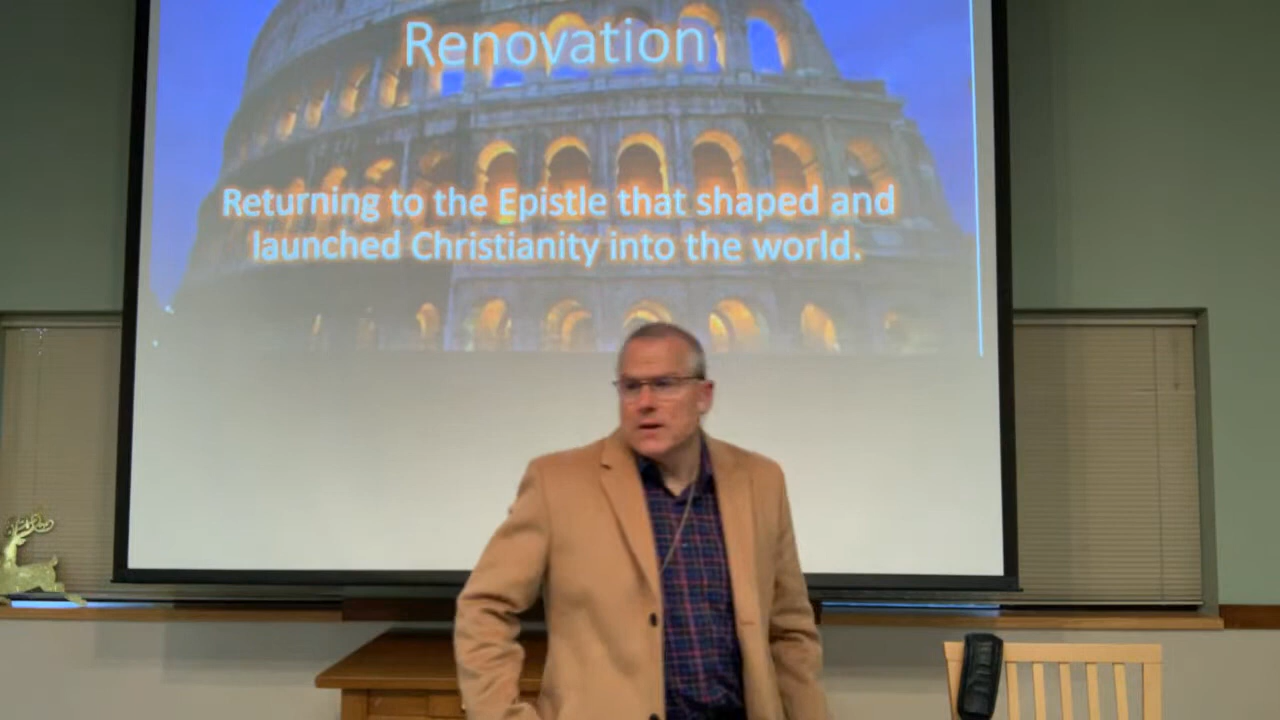 Renovation
Returning to the Epistle that shaped and
launched Christianity into the world.